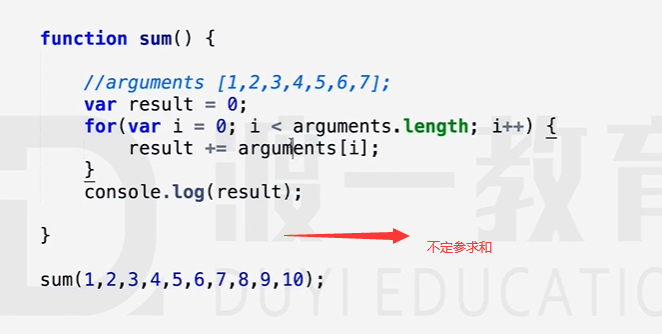 function sum() {
//arguments [1,2,3,4,5,6,7];
var result = 0;
for(var i = 0; i < arguments.length; i++) {
result += arguments[i];
}
console.log(result);
}
不定参求和
sum(1,2,3,4,5,6,7,8,9,10);
渡一教育
DUYI EDUCATION